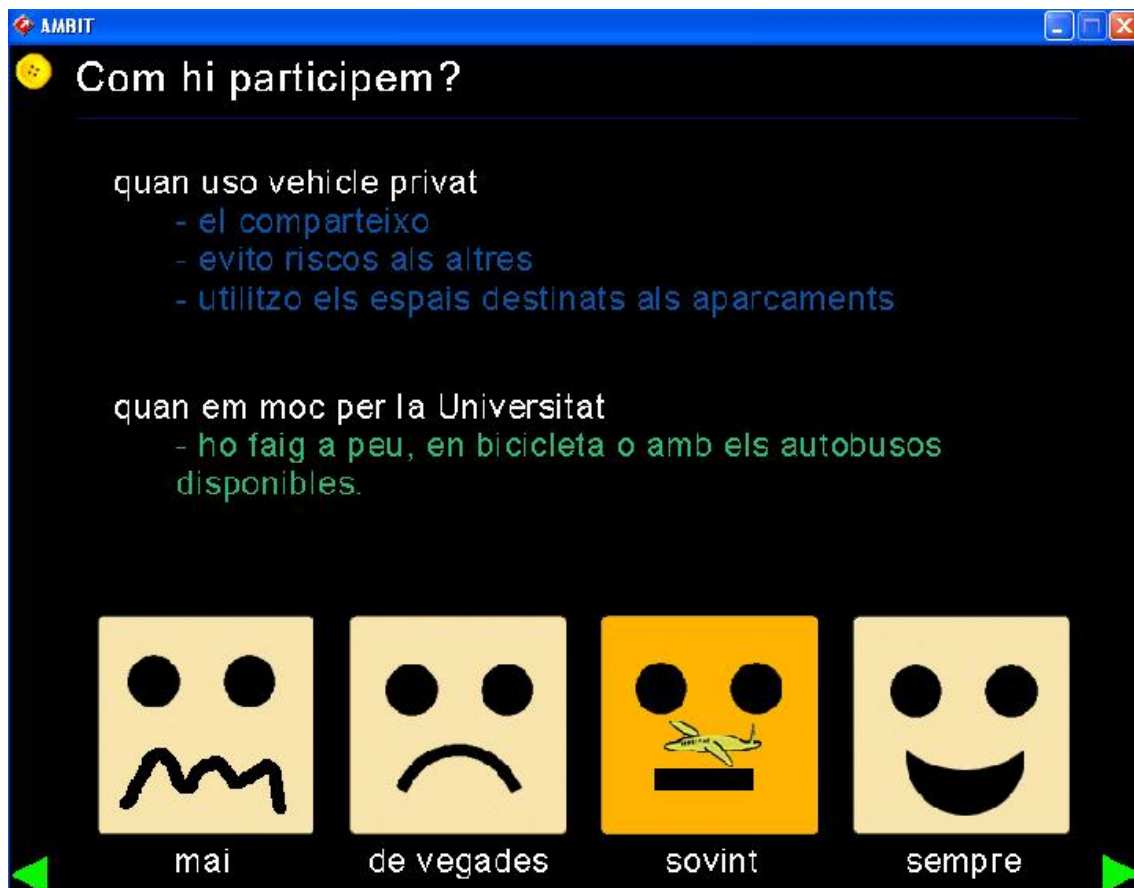 AMBIT
Com hi participem?
quan uso vehicle privat
- el comparteixo
- evito riscos als altres
- utilitzo els espais destinats als aparcaments
quan em moc per la Universitat
- ho faig a peu, en bicicleta o amb els autobusos
disponibles.
mai
de vegades
sovint
sempre